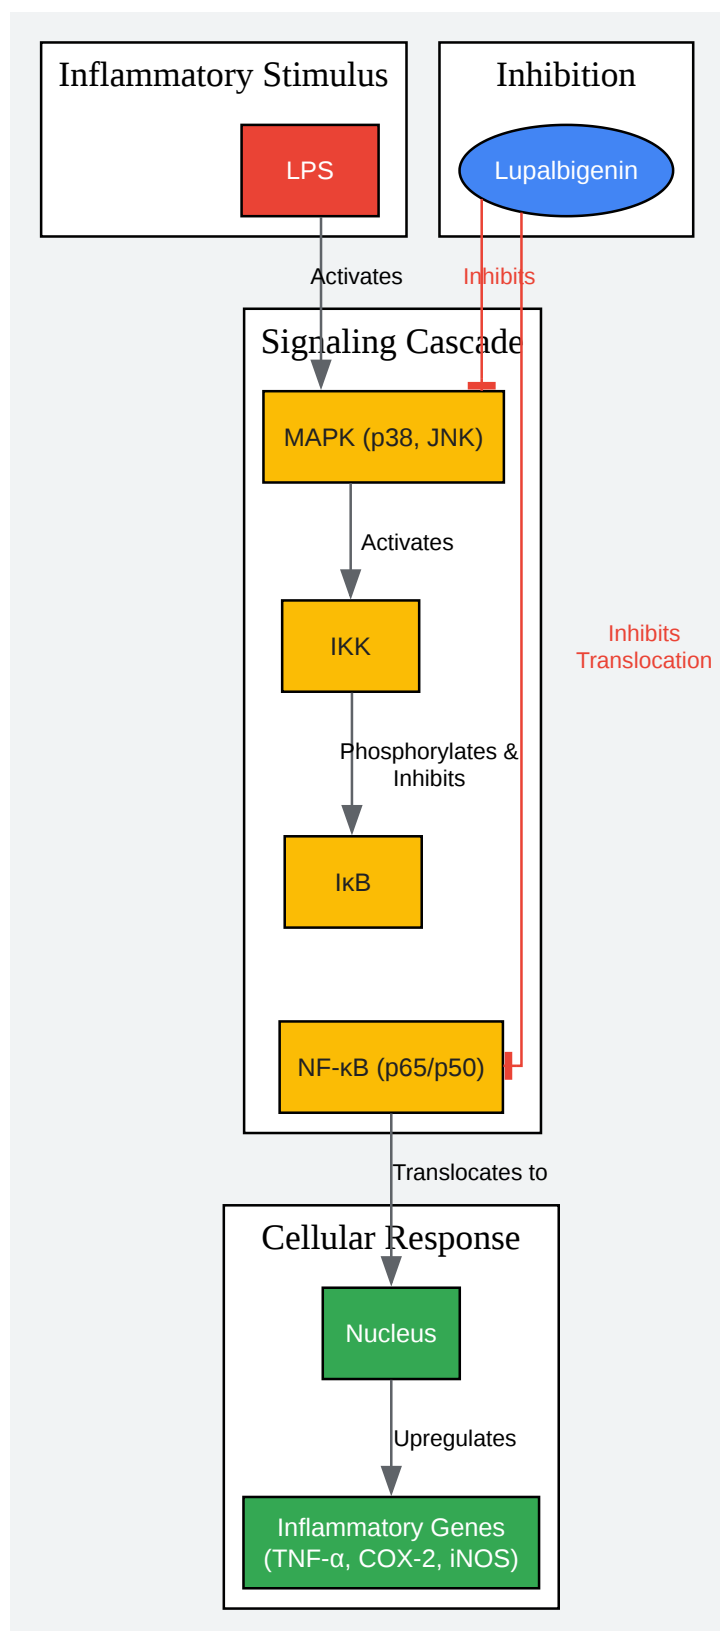 Inflammatory Stimulus
Inhibition
LPS
Lupalbigenin
Activates
Inhibits
Signaling Cascade
MAPK (p38, JNK)
Activates
IKK
Inhibits
Translocation
Phosphorylates &
Inhibits
IκB
NF-κB (p65/p50)
Translocates to
Cellular Response
Nucleus
Upregulates
Inflammatory Genes
(TNF-α, COX-2, iNOS)